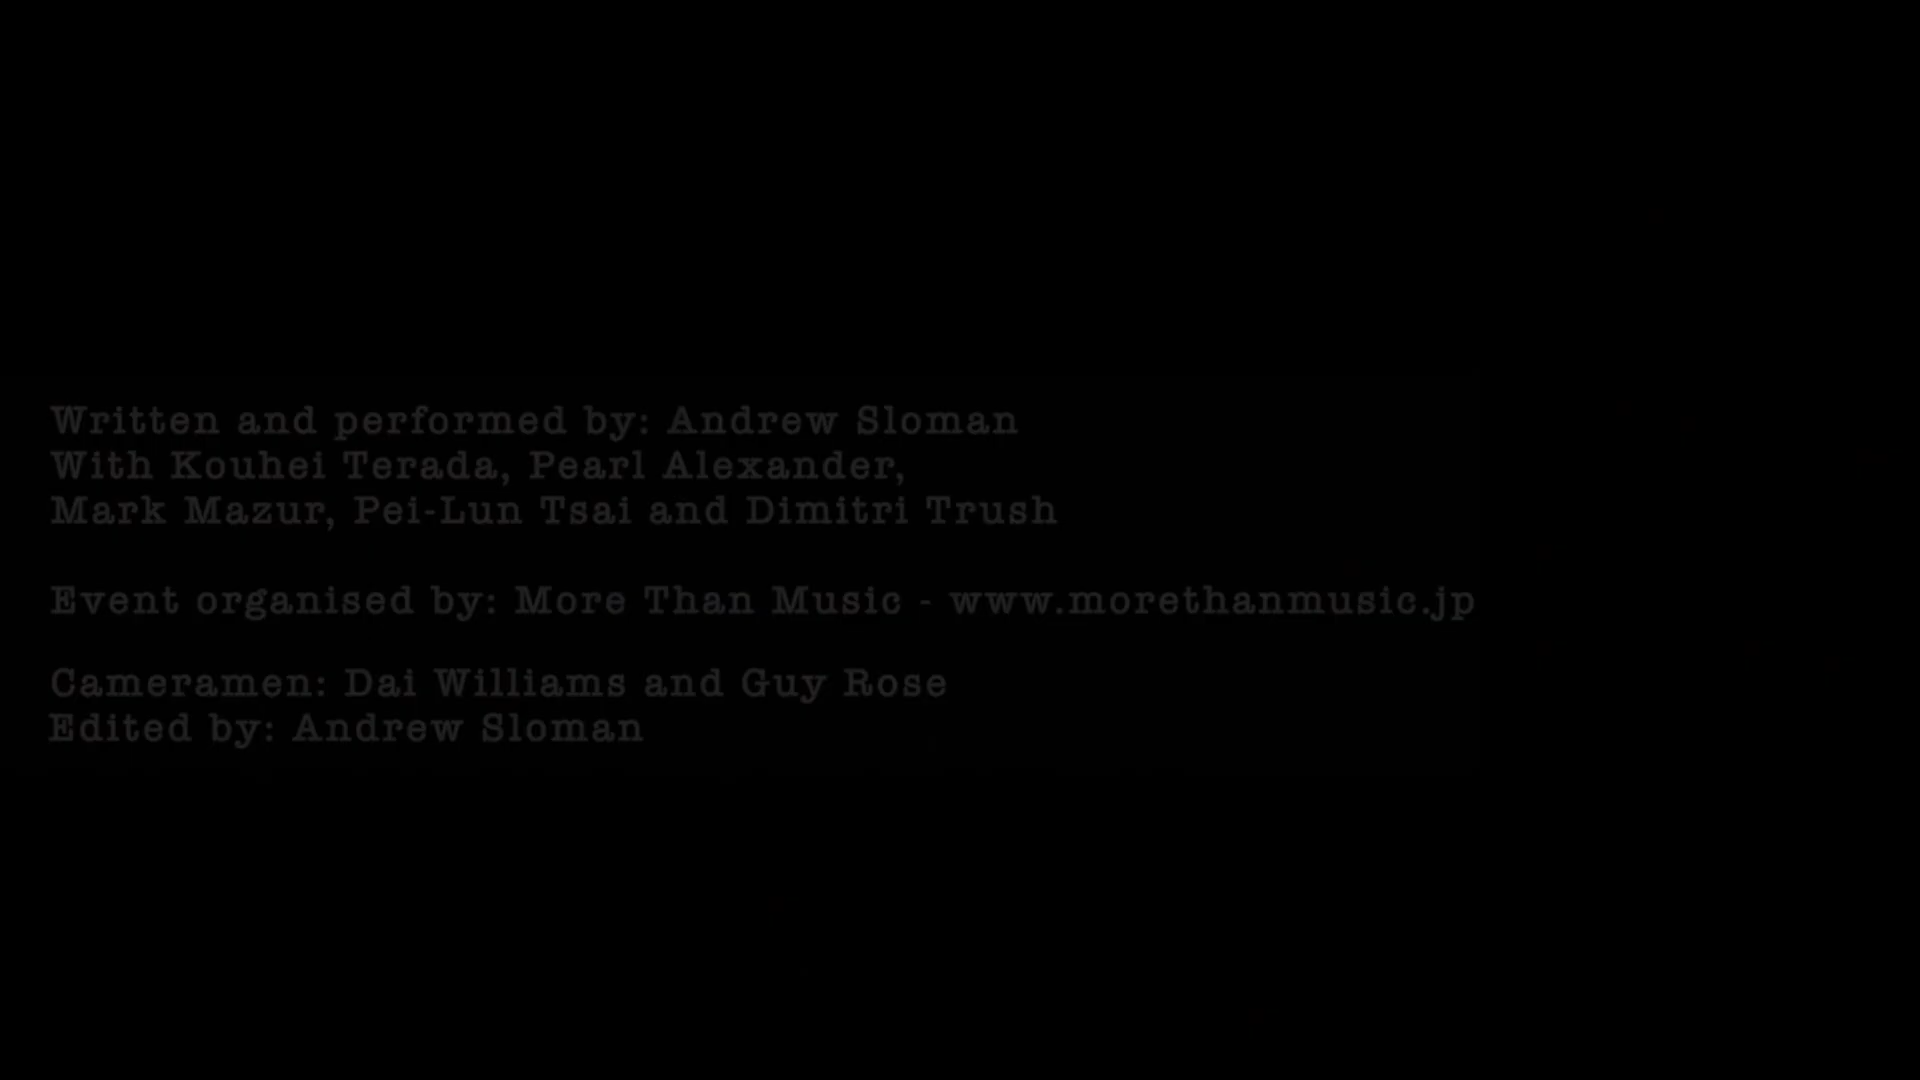 Written and performed by: Andrew Sloman
With Kouhei Terada, Pearl Alexander,
Mark Mazur, Pei-Lun Tsai and Dimitri Trush
Event organised by: More Than Music - www.morethanmusic.jp
Cameramen: Dai Williams and Guy Rose
Edited by: Andrew Sloman